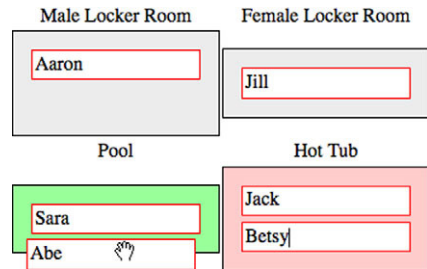 Male Locker Room
Female Locker Room
Aaron
Jill
Pool
Hot Tub
Sara
Abe
Jack
Betsy